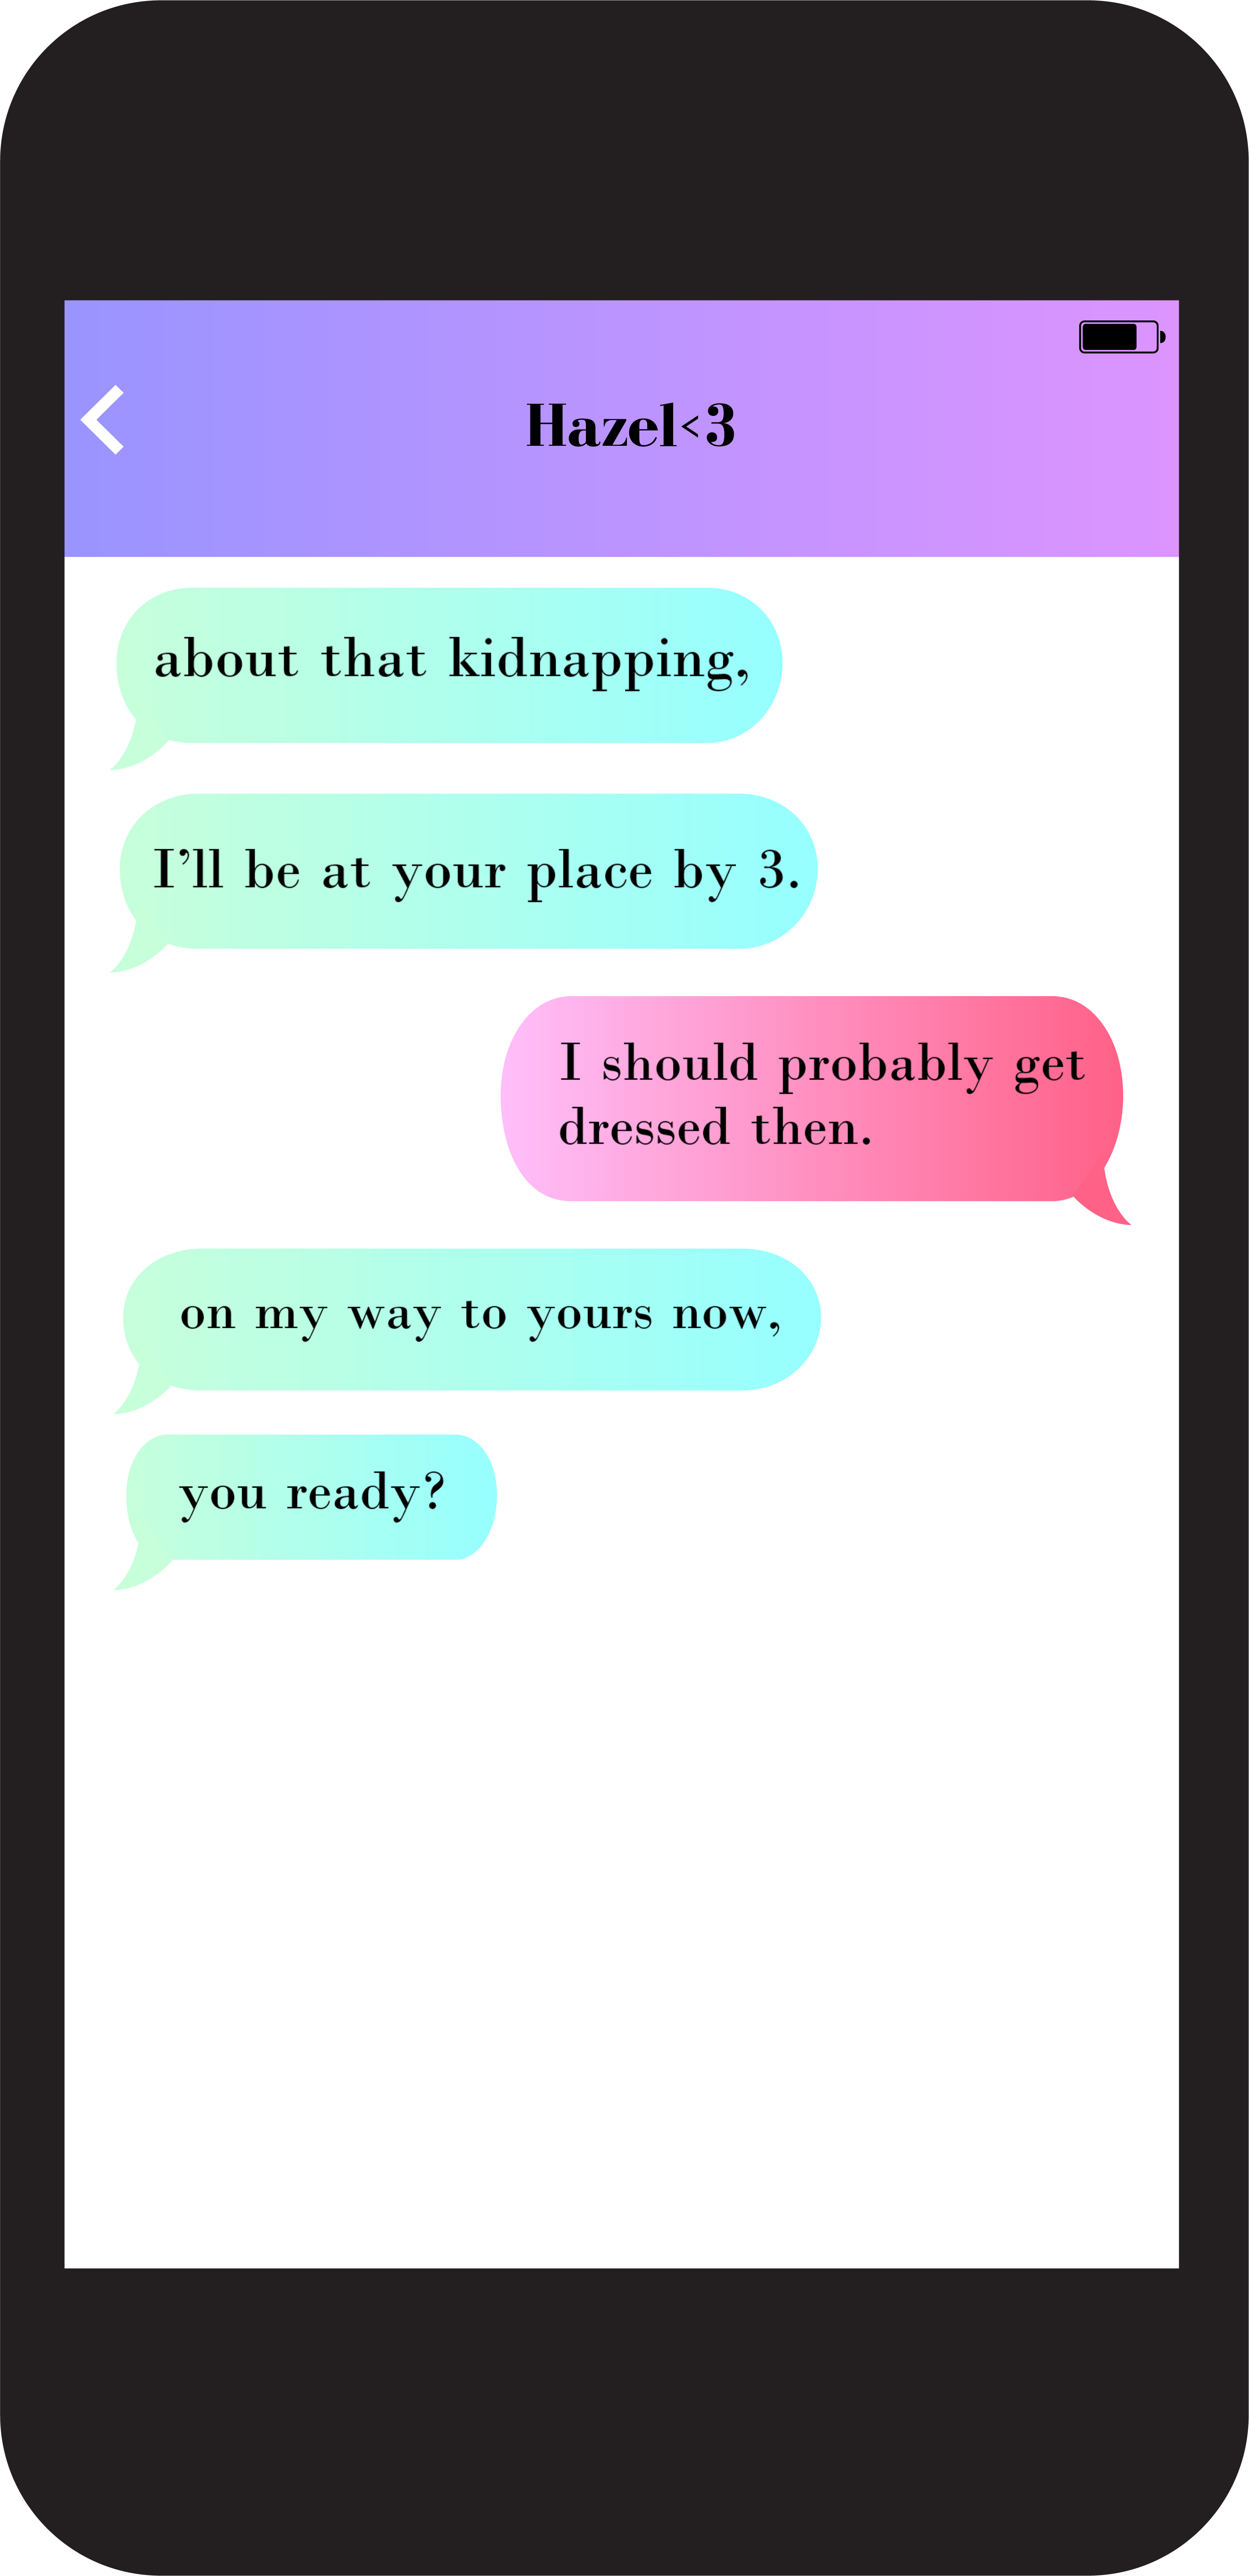 Hazel<3
about that kidnapping,
I’ll be at your place by 3.
I should probably get
dressed then.
on my way to yours now,
you ready?